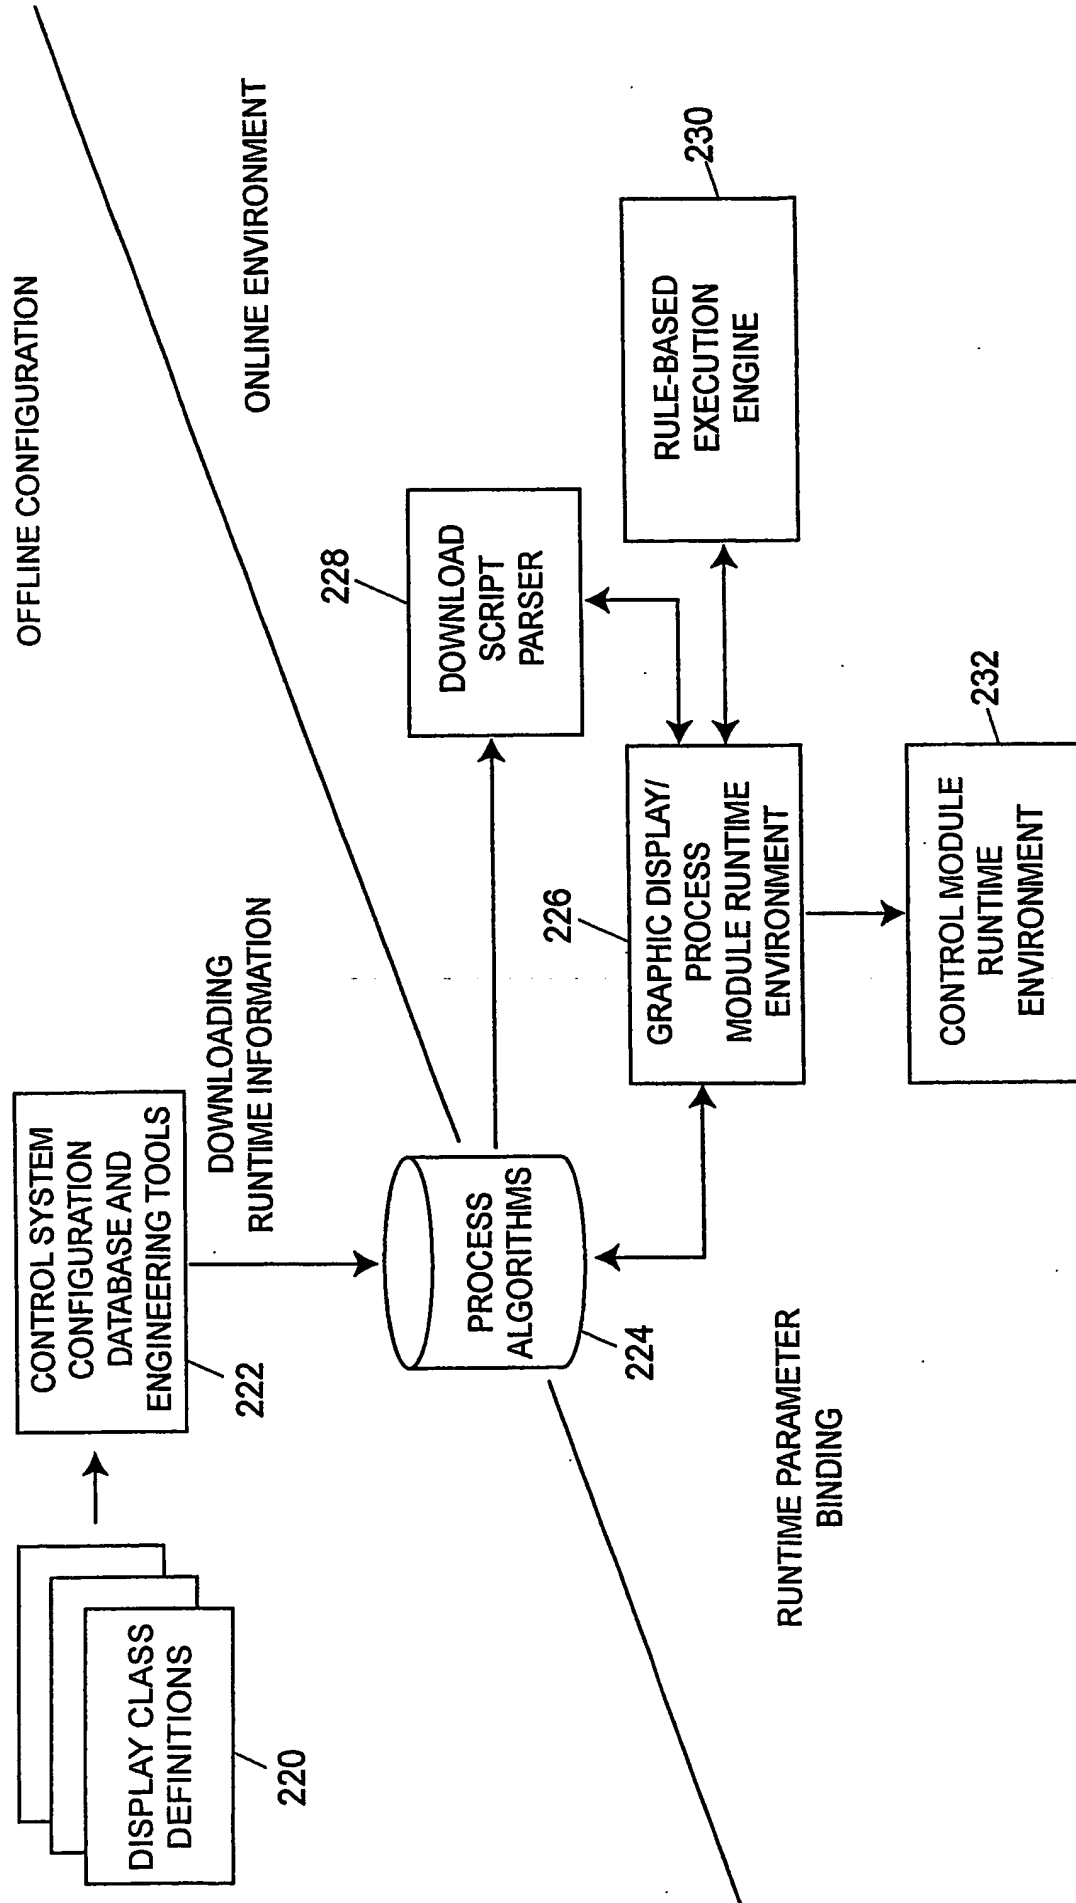 OFFLINE CONFIGURATION
ONLINE ENVIRONMENT
DISPLAY CLASS
DEFINITIONS
220
CONTROL SYSTEM
CONFIGURATION
DATABASE AND
ENGINEERING TOOLS
222
DOWNLOADING
RUNTIME INFORMATION
PROCESS
ALGORITHMS
224
228
DOWNLOAD
SCRIPT
PARSER
RUNTIME PARAMETER
BINDING
226
GRAPHIC DISPLAY/
PROCESS
MODULE RUNTIME
ENVIRONMENT
RULE-BASED
EXECUTION
ENGINE
230
CONTROL MODULE
RUNTIME
ENVIRONMENT
232